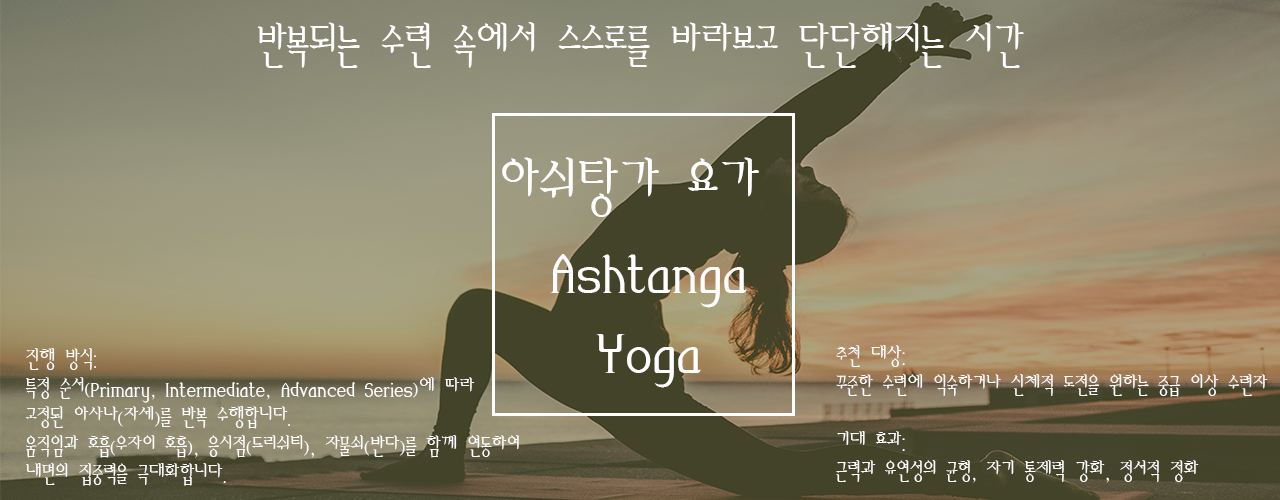 반복되는 수련 속에서 스스로를 바라보고 단단해지는 시간
아쉬탕가 요가
Ashtanga
Yoga
진행 방식:
특정 순서(Primary, Intermediate, Advanced Series)에 따라
고정된 아사나(자세)를 반복 수행합니다.
움직임과 호흡(우자이 호흡), 응시점(드리쉬티), 자물쇠(반다)를 함께 연동하여
내면의 집중력을 극대화합니다.
추천 대상:
꾸준한 수련에 익숙하거나 신체적 도전을 원하는 중급 이상 수련자
기대 효과:
근력과 유연성의 균형, 자기 통제력 강화, 정서적 정화